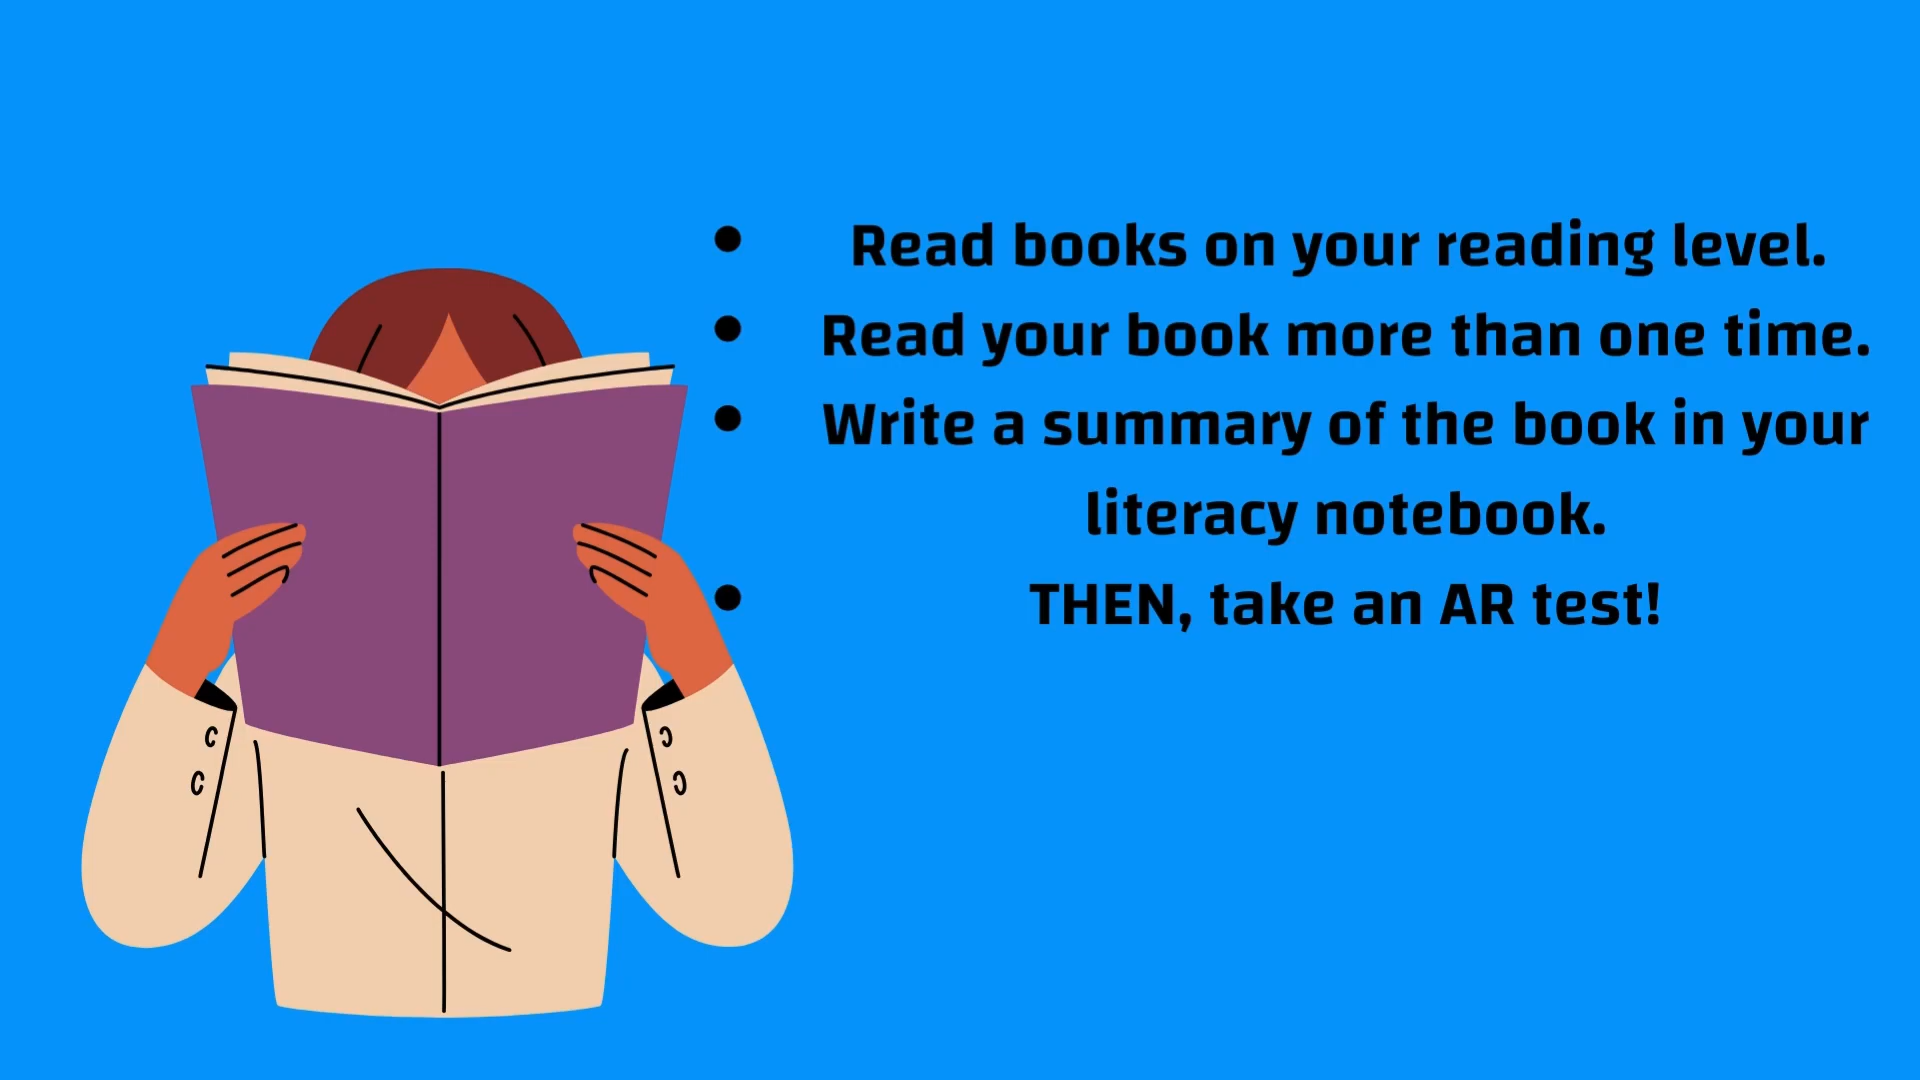 • Read books on your reading level.
• Read your book more than one time.
• Write a summary of the book in your
literacy notebook.
• THEN, take an AR test!